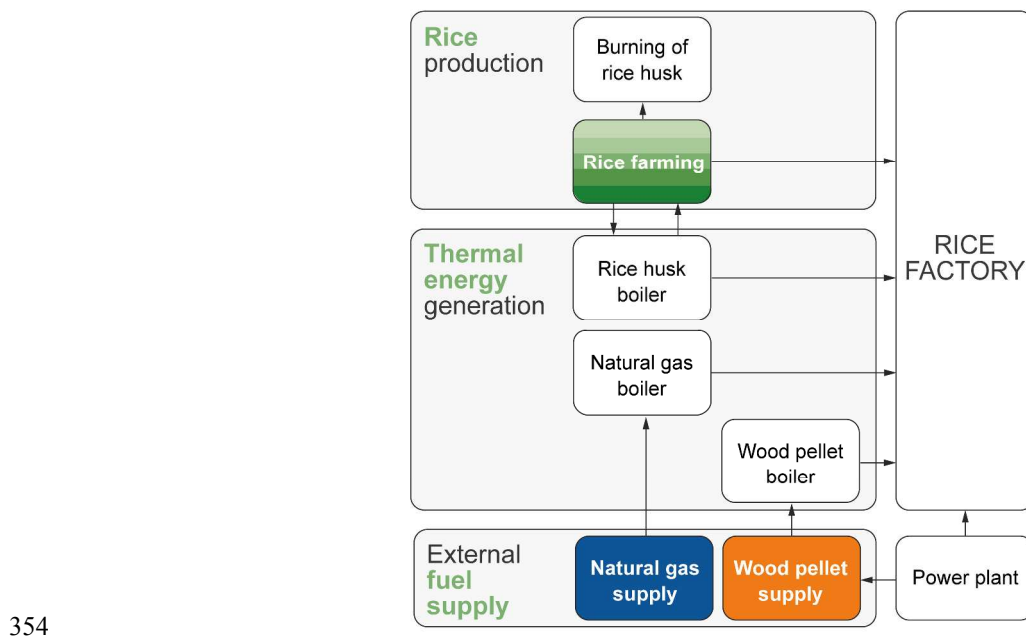 Rice
production
Burning of
rice husk
Rice farming
Thermal
energy
generation
Rice husk
boiler
RICE
FACTORY
Natural gas
boiler
Wood pellet
boiler
External
fuel
supply
Natural gas
supply
Wood pellet
supply
Power plant
354